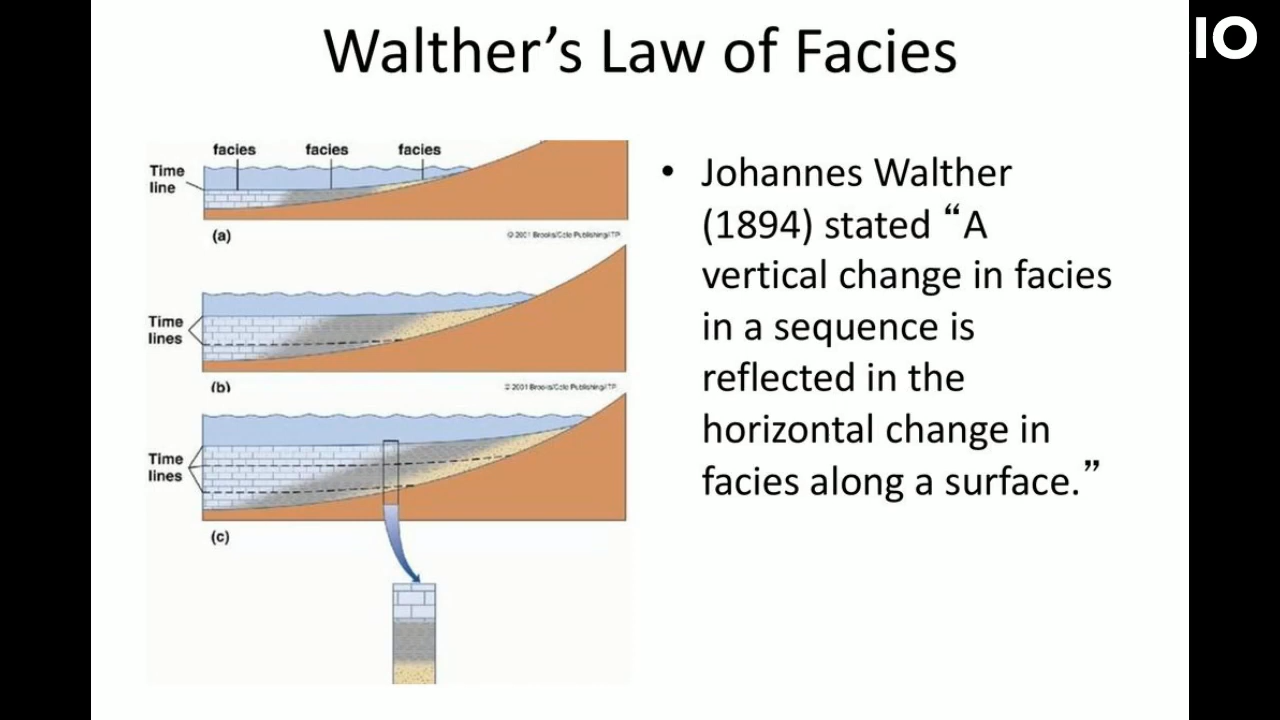 Walther’s Law of Facies
IO
facies facies facies
Time
line
(a)
© 2001 Brooks/Cole Publishing/ITP
Time
lines
(b)
© 2001 Brooks/Cole Publishing/ITP
Time
lines
(c)
• Johannes Walther
(1894) stated “A
vertical change in facies
in a sequence is
reflected in the
horizontal change in
facies along a surface.”